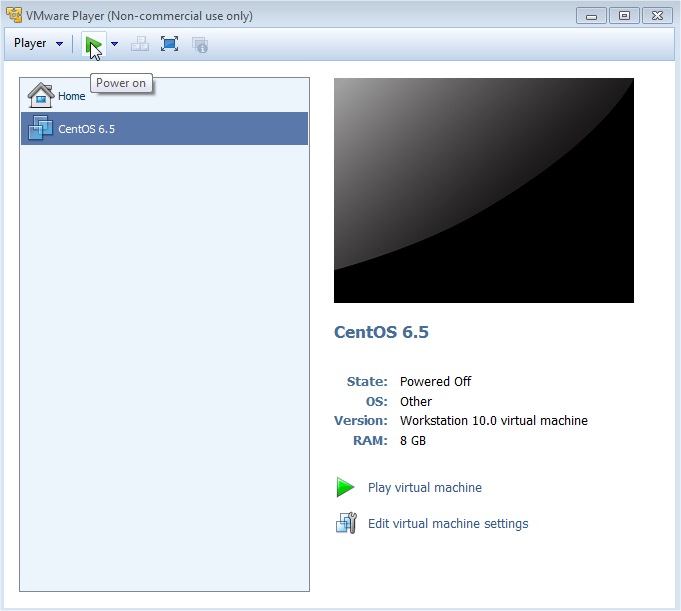 VMware Player (Non-commercial use only)
Player
Power on
Home
CentOS 6.5
CentOS 6.5
State: Powered Off
OS: Other
Version: Workstation 10.0 virtual machine
RAM: 8 GB
Play virtual machine
Edit virtual machine settings